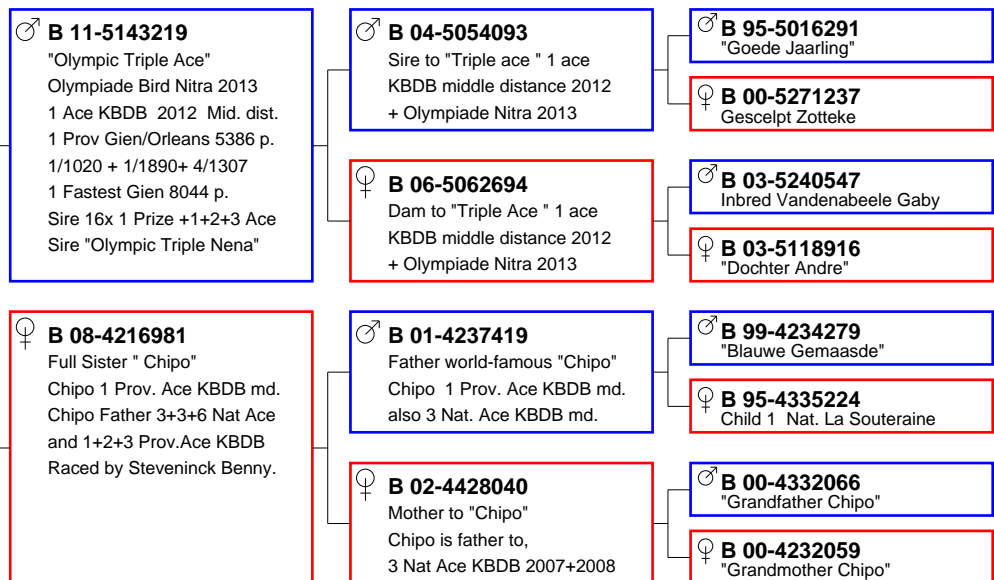 B 11-5143219
"Olympic Triple Ace"
Olympiade Bird Nitra 2013
1 Ace KBDB 2012 Mid. dist.
1 Prov Gien/Orleans 5386 p.
1/1020 + 1/1890+ 4/1307
1 Fastest Gien 8044 p.
Sire 16x 1 Prize +1+2+3 Ace
Sire "Olympic Triple Nena"
B 08-4216981
Full Sister " Chipo"
Chipo 1 Prov. Ace KBDB md.
Chipo Father 3+3+6 Nat Ace
and 1+2+3 Prov.Ace KBDB
Raced by Steveninck Benny.
B 04-5054093
Sire to "Triple ace " 1 ace
KBDB middle distance 2012
+ Olympiade Nitra 2013
B 06-5062694
Dam to "Triple Ace " 1 ace
KBDB middle distance 2012
+ Olympiade Nitra 2013
B 01-4237419
Father world-famous "Chipo"
Chipo 1 Prov. Ace KBDB md.
also 3 Nat. Ace KBDB md.
B 02-4428040
Mother to "Chipo"
Chipo is father to,
3 Nat Ace KBDB 2007+2008
B 95-5016291
"Goede Jaarling"
B 00-5271237
Gescelpt Zotteke
B 03-5240547
Inbred Vandenabeele Gaby
B 03-5118916
"Dochter Andre"
B 99-4234279
"Blauwe Gemaasde"
B 95-4335224
Child 1 Nat. La Souteraine
B 00-4332066
"Grandfather Chipo"
B 00-4232059
"Grandmother Chipo"